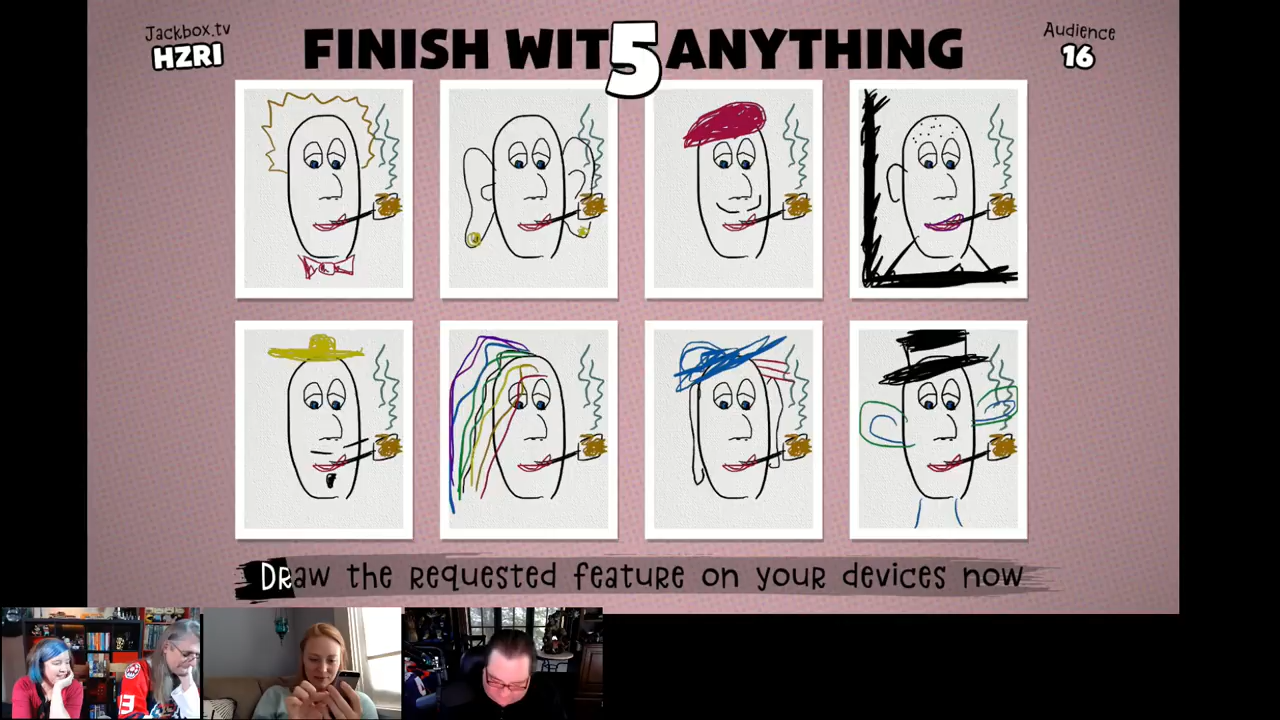 Jackbox.tv
HZRI
FINISH WIT5ANYTHING
Audience
16
DRaw the requested feature on your devices now